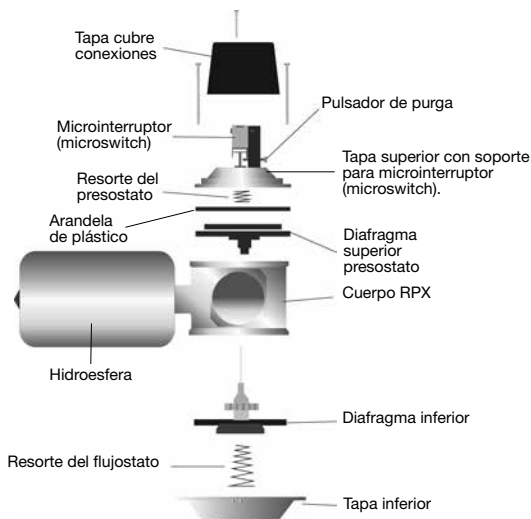 Tapa cubre
conexiones
Pulsador de purga
Microinterruptor
(microswitch)
Tapa superior con soporte
para microinterruptor
(microswitch).
Resorte del
presostato
Arandela
de plástico
Diafragma
superior
presostato
Cuerpo RPX
Hidroesfera
Diafragma inferior
Resorte del flujostato
Tapa inferior